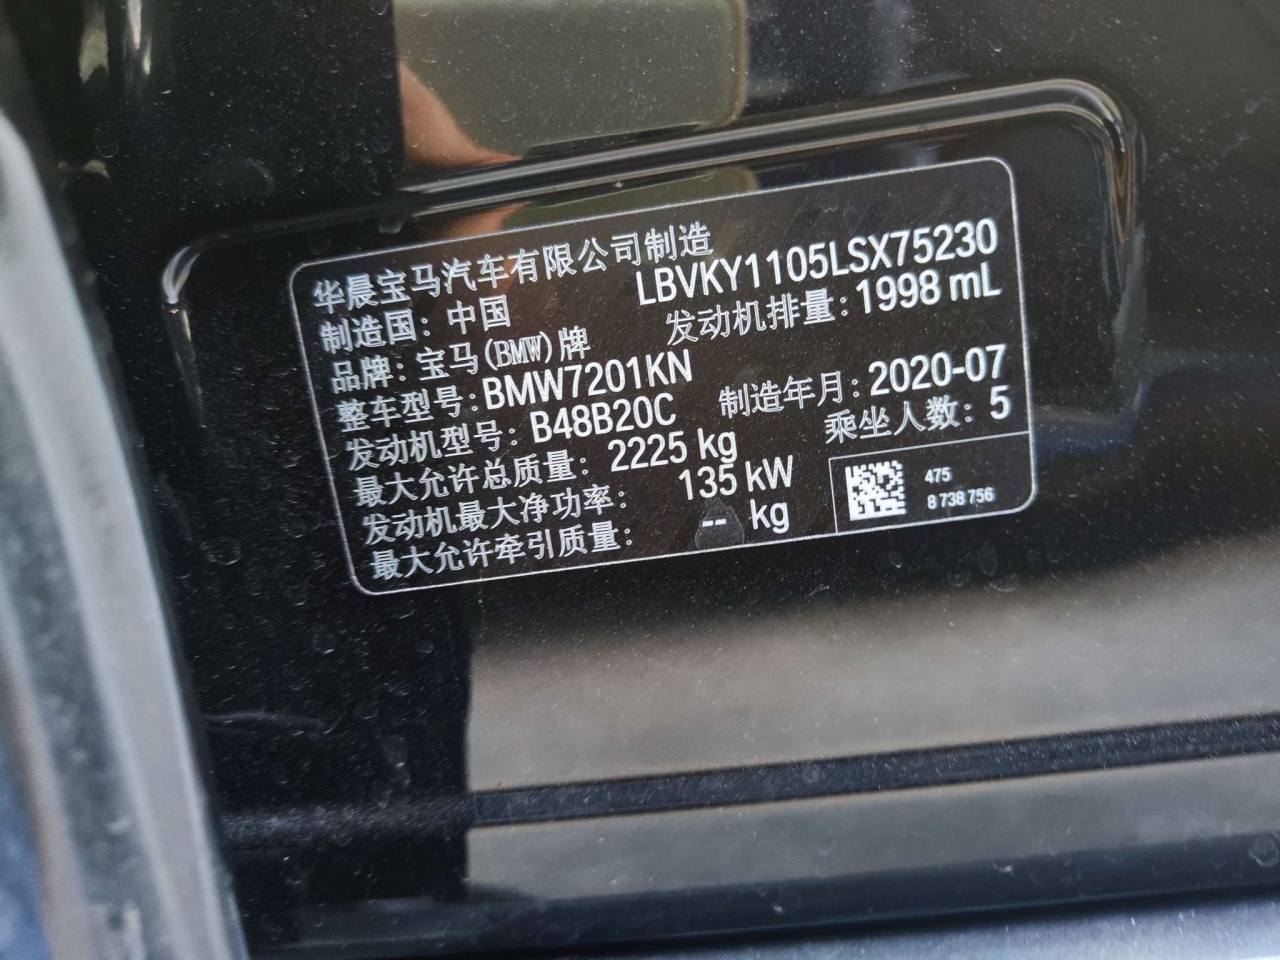 华晨宝马汽车有限公司制造
制造国：中国 LBVKY1105LSX75230
品牌：宝马(BMW)牌 发动机排量：1998 mL
整车型号：BMW7201KN
发动机型号：B48B20C 制造年月：2020-07
最大允许总质量：2225 kg 乘坐人数：5
发动机最大净功率：135 kW
最大允许牵引质量：-- kg
475
8 738 756